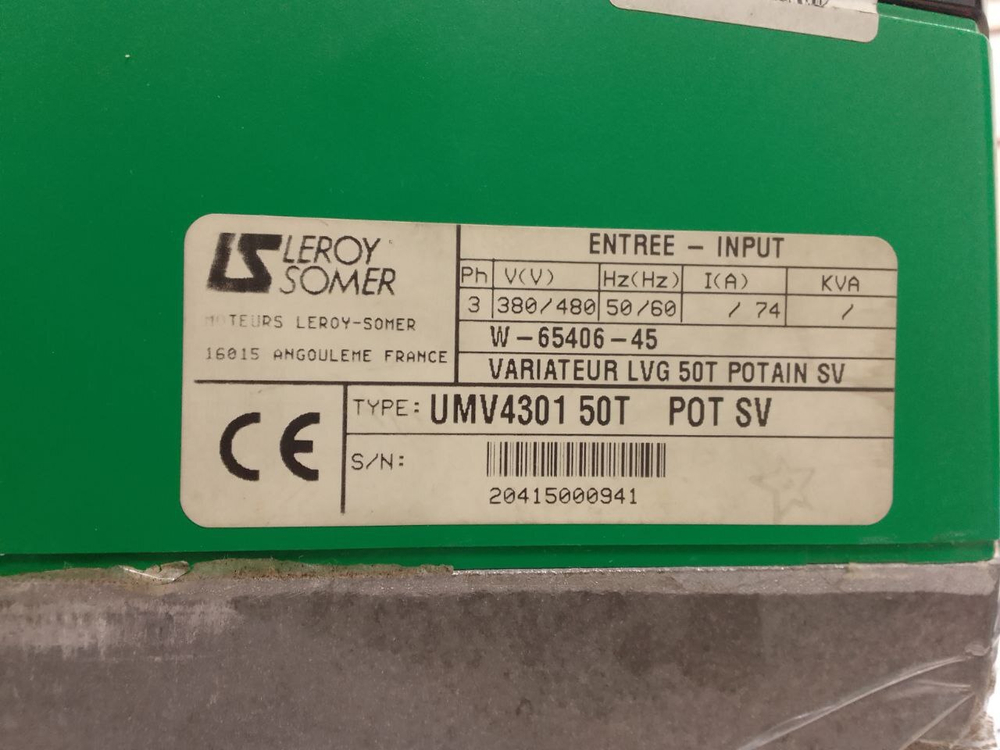 LS LEROY
SOMER
MOTEURS LEROY-SOMER
16015 ANGOULEME FRANCE
ENTREE - INPUT
Ph V(V) Hz(Hz) I(A) KVA
3 380/480 50/60 / 74 /
W-65406-45
VARIATEUR LVG 50T POTAIN SV
CE
TYPE: UMV4301 50T POT SV
S/N:
20415000941